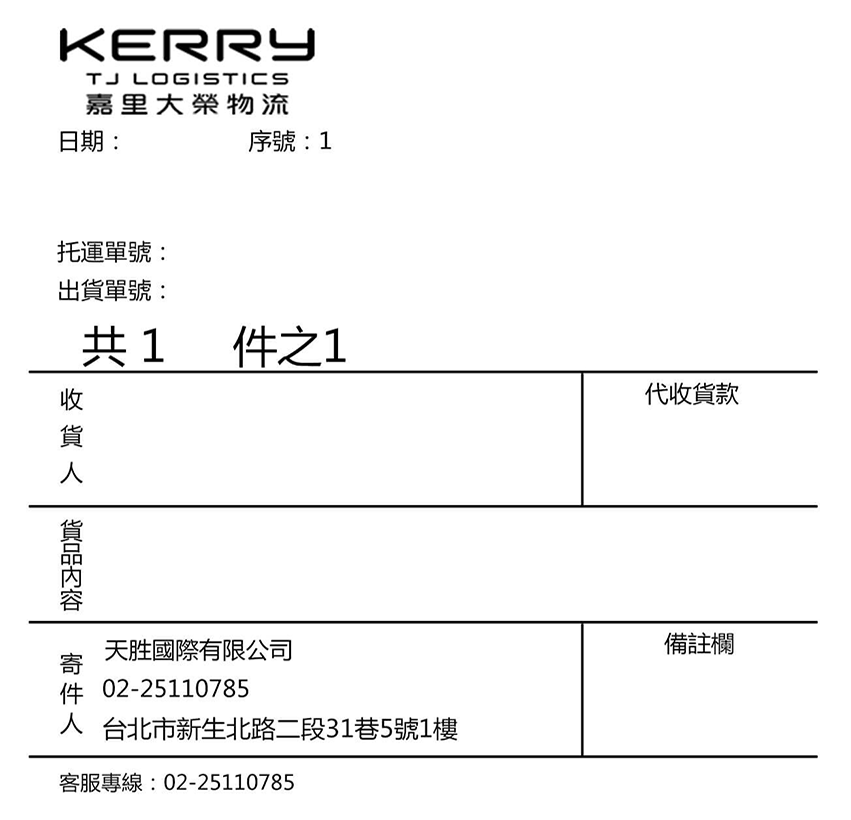 KERRY
TJ LOGISTICS
嘉里大榮物流
日期： 序號：1
托運單號：
出貨單號：
共 1 件之1
收貨人
代收貨款
貨品內容
寄件人
天胜國際有限公司
02-25110785
台北市新生北路二段31巷5號1樓
備註欄
客服專線：02-25110785